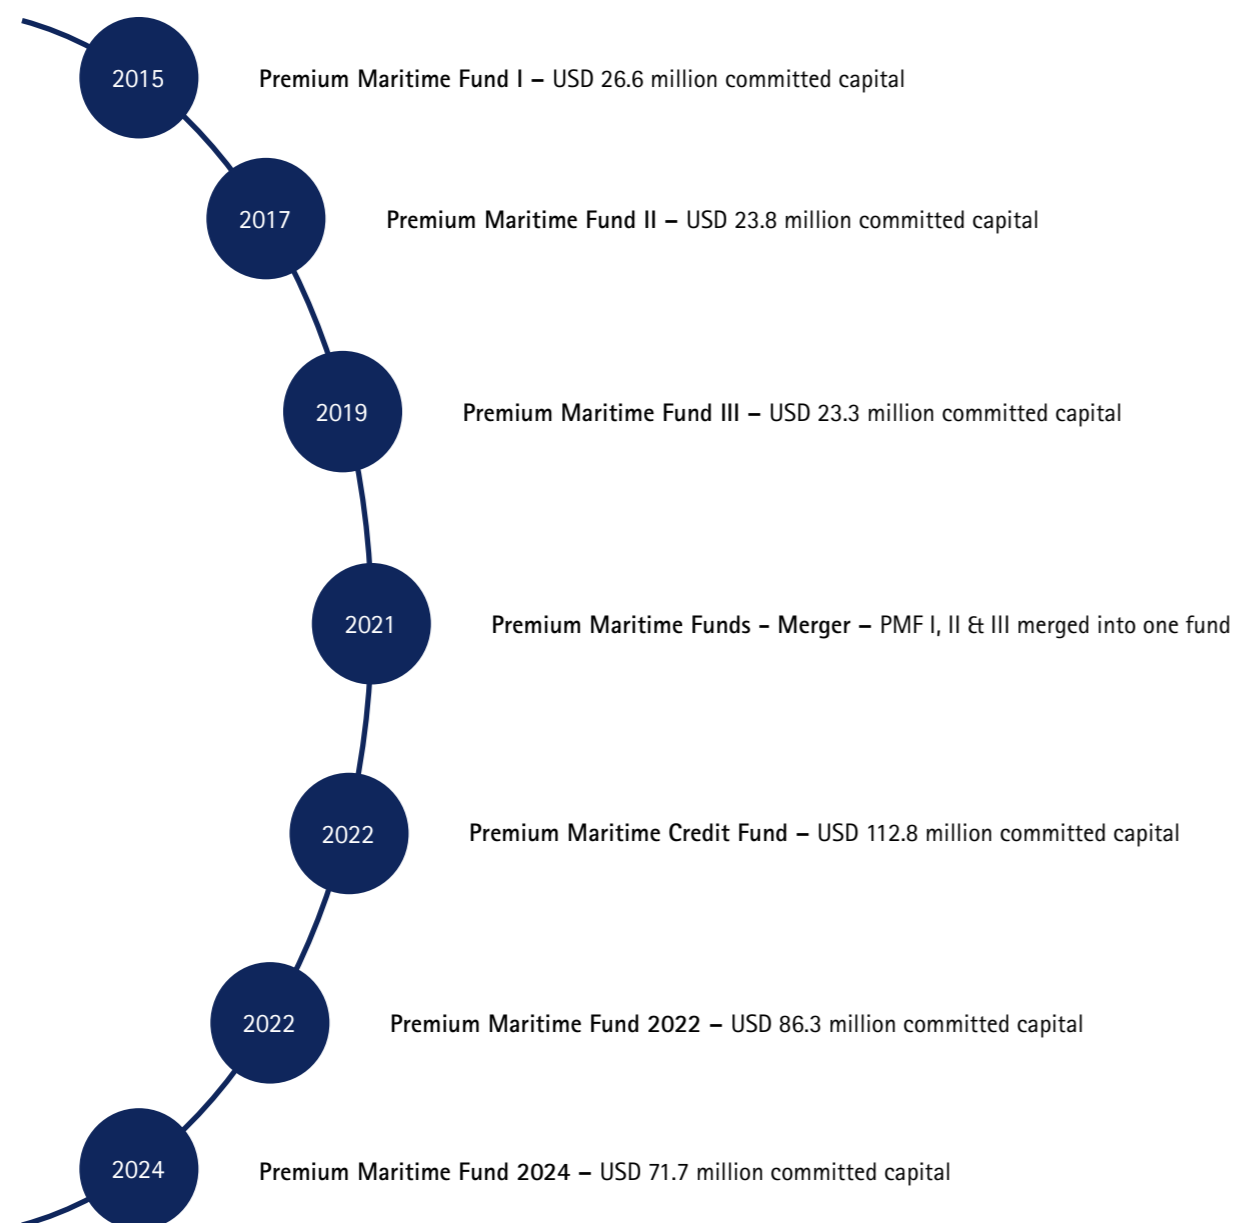 2015 Premium Maritime Fund I – USD 26.6 million committed capital
2017 Premium Maritime Fund II – USD 23.8 million committed capital
2019 Premium Maritime Fund III – USD 23.3 million committed capital
2021 Premium Maritime Funds - Merger – PMF I, II & III merged into one fund
2022 Premium Maritime Credit Fund – USD 112.8 million committed capital
2022 Premium Maritime Fund 2022 – USD 86.3 million committed capital
2024 Premium Maritime Fund 2024 – USD 71.7 million committed capital